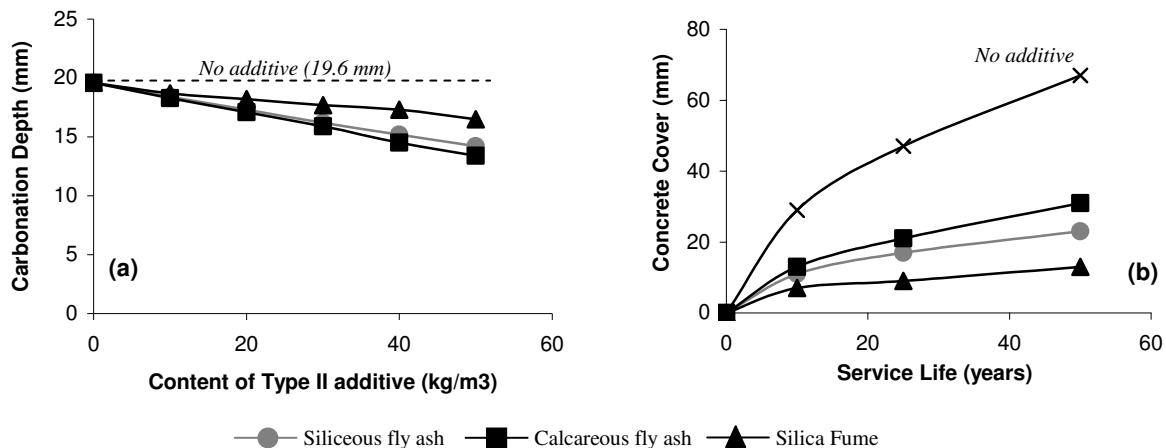 25
20
15
10
5
0
0
20
40
60
Carbonation Depth (mm)
Content of Type II additive (kg/m3)
No additive (19.6 mm)
(a)
80
60
40
20
0
0
20
40
60
Concrete Cover (mm)
Service Life (years)
No additive
(b)
Siliceous fly ash
Calcareous fly ash
Silica Fume